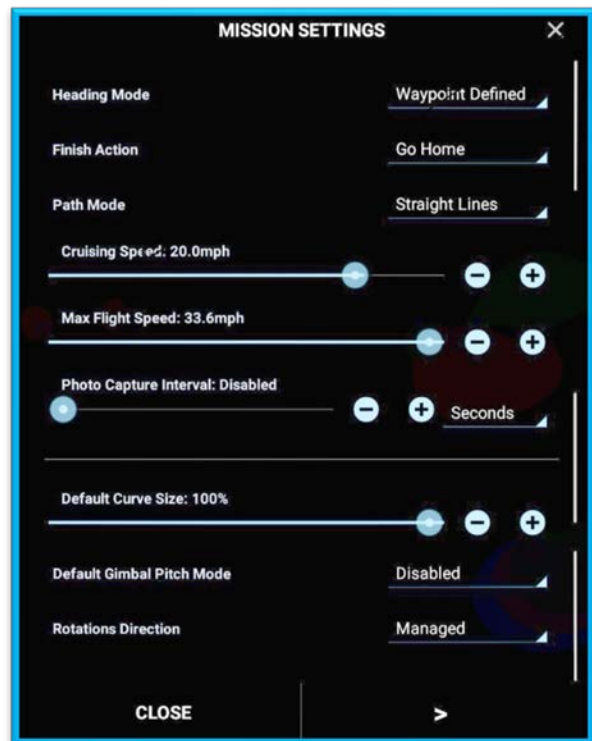 MISSION SETTINGS
Heading Mode Waypoint Defined
Finish Action Go Home
Path Mode Straight Lines
Cruising Speed: 20.0mph
Max Flight Speed: 33.6mph
Photo Capture Interval: Disabled
Seconds
Default Curve Size: 100%
Default Gimbal Pitch Mode Disabled
Rotations Direction Managed
CLOSE >